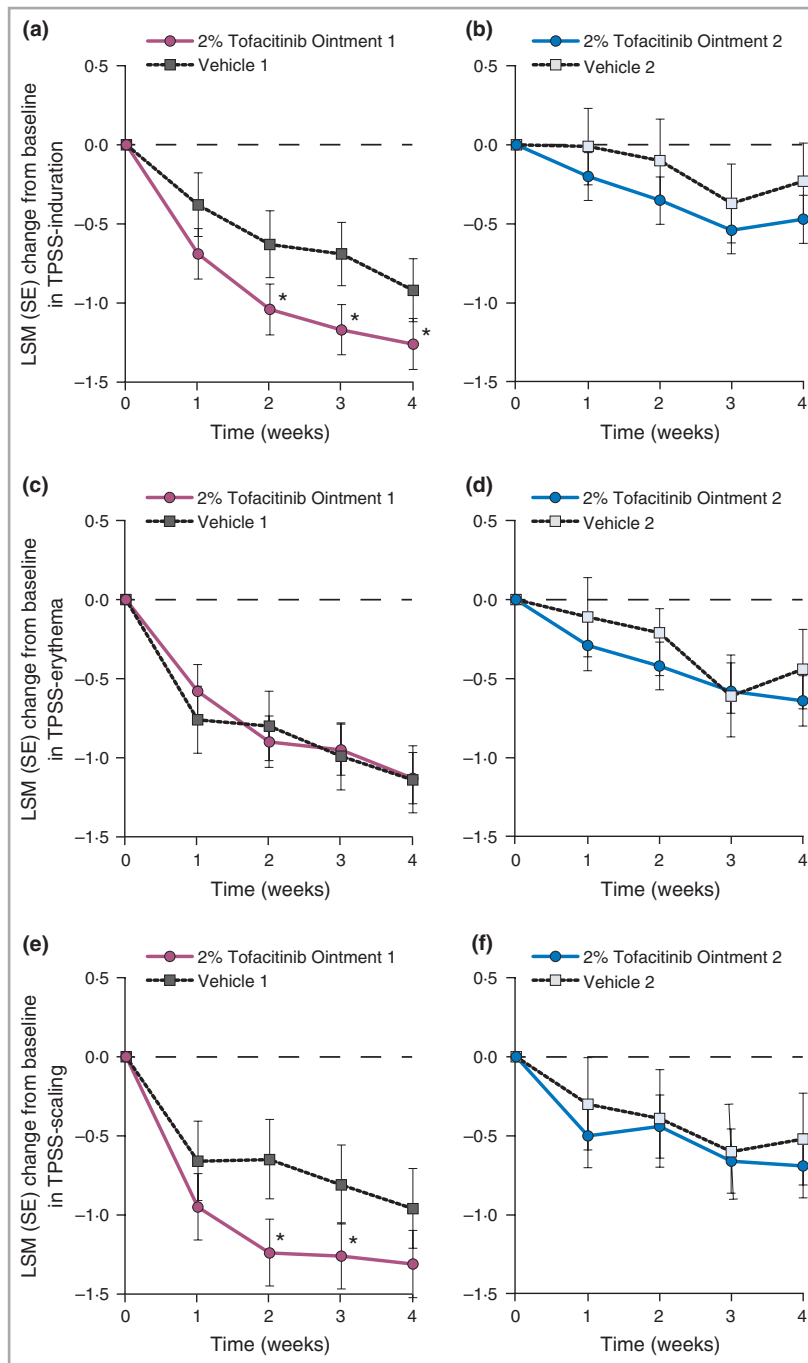 (a)
2% Tofacitinib Ointment 1
Vehicle 1
LSM (SE) change from baseline
in TPSS-induration
0·5
0·0
–0·5
–1·0
–1·5
*
*
*
0 1 2 3 4
Time (weeks)
(b)
2% Tofacitinib Ointment 2
Vehicle 2
0·5
0·0
–0·5
–1·0
–1·5
0 1 2 3 4
Time (weeks)
(c)
2% Tofacitinib Ointment 1
Vehicle 1
LSM (SE) change from baseline
in TPSS-erythema
0·5
0·0
–0·5
–1·0
–1·5
0 1 2 3 4
Time (weeks)
(d)
2% Tofacitinib Ointment 2
Vehicle 2
0·5
0·0
–0·5
–1·0
–1·5
0 1 2 3 4
Time (weeks)
(e)
2% Tofacitinib Ointment 1
Vehicle 1
LSM (SE) change from baseline
in TPSS-scaling
0·5
0·0
–0·5
–1·0
–1·5
*
*
0 1 2 3 4
Time (weeks)
(f)
2% Tofacitinib Ointment 2
Vehicle 2
0·5
0·0
–0·5
–1·0
–1·5
0 1 2 3 4
Time (weeks)